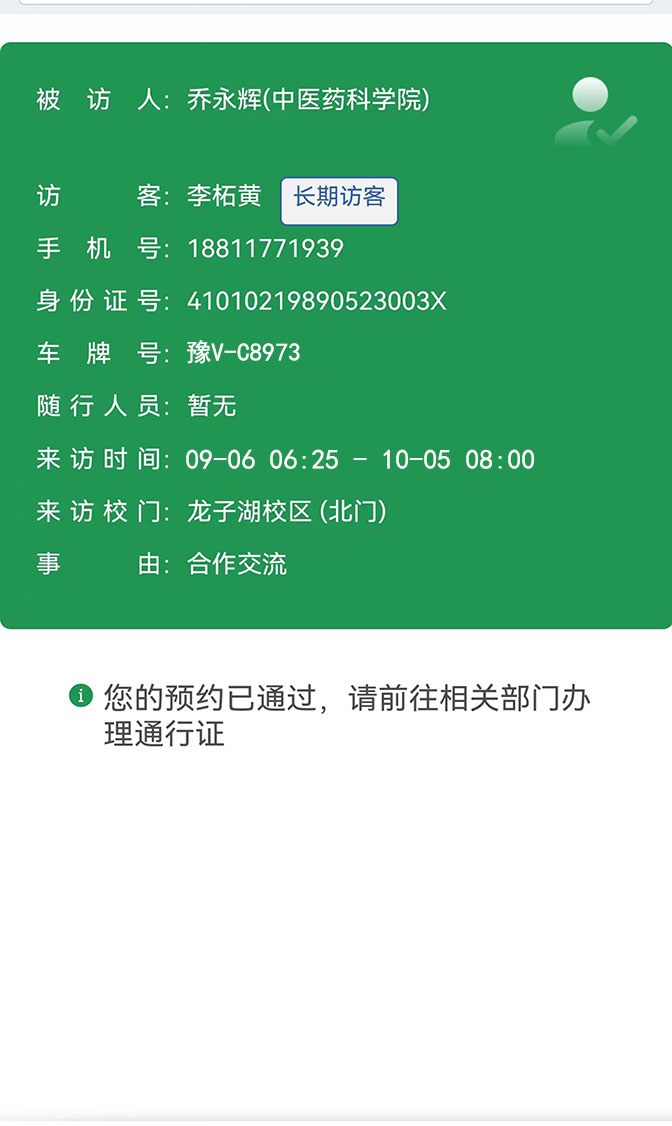 被访人：乔永辉(中医药科学院)
访客：李柘黄 长期访客
手机号：18811771939
身份证号：41010219890523003X
车牌号：豫V-C8973
随行人员：暂无
来访时间：09-06 06:25 - 10-05 08:00
来访校门：龙子湖校区(北门)
事由：合作交流
您的预约已通过，请前往相关部门办
理通行证